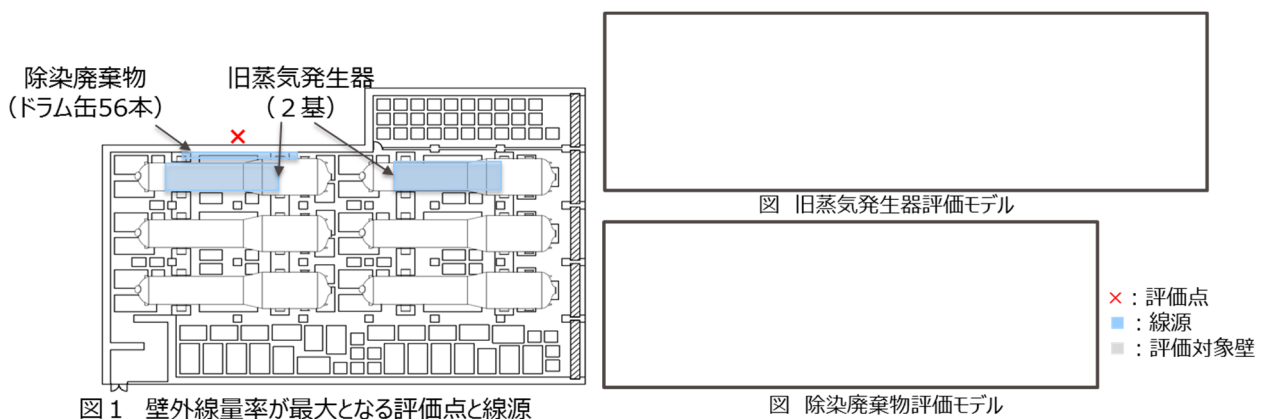 除染廃棄物
（ドラム缶56本）
旧蒸気発生器
（２基）
図１　壁外線量率が最大となる評価点と線源
図　旧蒸気発生器評価モデル
図　除染廃棄物評価モデル
×：評価点
：線源
：評価対象壁